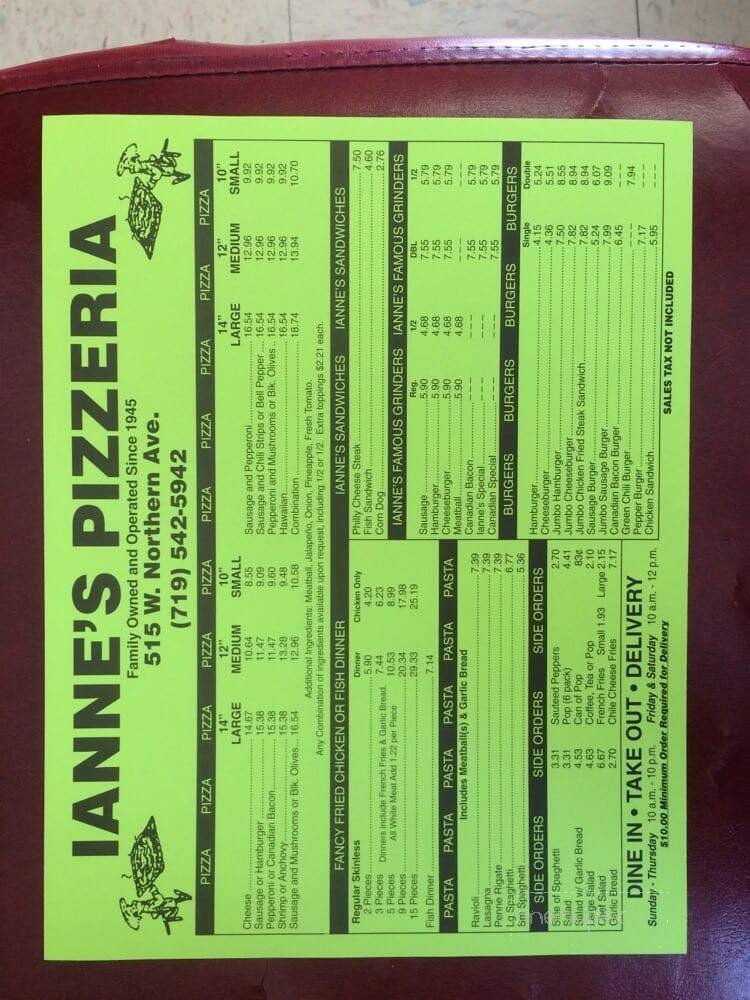 IANNE'S PIZZERIA
Family Owned and Operated Since 1945
515 W. Northern Ave.
(719) 542-5942
PIZZA PIZZA PIZZA PIZZA PIZZA PIZZA PIZZA PIZZA PIZZA
14" 12" 10"
LARGE MEDIUM SMALL
Cheese 14.67 10.64 8.55
Sausage or Hamburger 15.38 11.47 9.09
Pepperoni or Canadian Bacon 15.38 11.47 9.60
Shrimp or Anchovy 15.38 13.28 9.48
Sausage and Mushrooms or Blk. Olives 16.54 12.96 10.58
14" 12" 10"
LARGE MEDIUM SMALL
Sausage and Pepperoni 16.54 12.96 9.92
Sausage and Chili Strips or Bell Pepper 16.54 12.96 9.92
Pepperoni and Mushrooms or Blk. Olives 16.54 12.96 9.92
Hawaiian 16.54 12.96 9.92
Combination 18.74 13.94 10.70
Additional Ingredients: Meatball, Jalapeño, Onion, Pineapple, Fresh Tomato.
Any Combination of ingredients available upon request, including 1/2 or 1/2. Extra toppings $2.21 each.
FANCY FRIED CHICKEN OR FISH DINNER
Regular Skinless Dinner Chicken Only
2 Pieces 5.90 4.20
3 Pieces Dinners include French Fries & Garlic Bread. 7.44 6.23
5 Pieces All White Meat Add 1.22 per Piece 10.53 8.99
9 Pieces 20.34 17.98
15 Pieces 29.33 25.19
Fish Dinner 7.14
PASTA PASTA PASTA PASTA PASTA
Includes Meatball(s) & Garlic Bread
Ravioli 7.39
Lasagna 7.39
Penne Rigate 7.39
Lg Spaghetti 6.77
Sm Spaghetti 5.36
SIDE ORDERS SIDE ORDERS SIDE ORDERS
Side of Spaghetti 3.31 Sauteed Peppers 2.70
Salad 3.31 Pop (6 pack) 4.41
Salad w/ Garlic Bread 4.53 Can of Pop 83¢
Large Salad 4.63 Coffee, Tea or Pop 2.10
Chef Salad 6.67 French Fries Small 1.93 Large 2.15
Garlic Bread 2.70 Chile Cheese Fries 7.17
DINE IN • TAKE OUT • DELIVERY
Sunday - Thursday 10 a.m. - 10 p.m. Friday & Saturday 10 a.m. - 12 p.m.
$10.00 Minimum Order Required for Delivery
IANNE'S SANDWICHES IANNE'S SANDWICHES
Philly Cheese Steak 7.50
Fish Sandwich 4.60
Corn Dog 2.76
IANNE'S FAMOUS GRINDERS IANNE'S FAMOUS GRINDERS
Reg. 1/2 DBL 1/2
Sausage 5.90 4.68 7.55 5.79
Hamburger 5.90 4.68 7.55 5.79
Cheeseburger 5.90 4.68 7.55 5.79
Meatball 5.90 4.68 --- ---
Canadian Bacon --- --- 7.55 5.79
Ianne's Special --- --- 7.55 5.79
Canadian Special --- --- 7.55 5.79
BURGERS BURGERS BURGERS BURGERS BURGERS
Single Double
Hamburger 4.15 5.24
Cheeseburger 4.36 5.51
Jumbo Hamburger 7.50 8.55
Jumbo Cheeseburger 7.82 8.94
Jumbo Chicken Fried Steak Sandwich 7.82 8.94
Sausage Burger 5.24 6.07
Jumbo Sausage Burger 7.99 9.09
Canadian Bacon Burger 6.45 ---
Green Chili Burger --- 7.94
Pepper Burger 7.17 ---
Chicken Sandwich 5.95
SALES TAX NOT INCLUDED